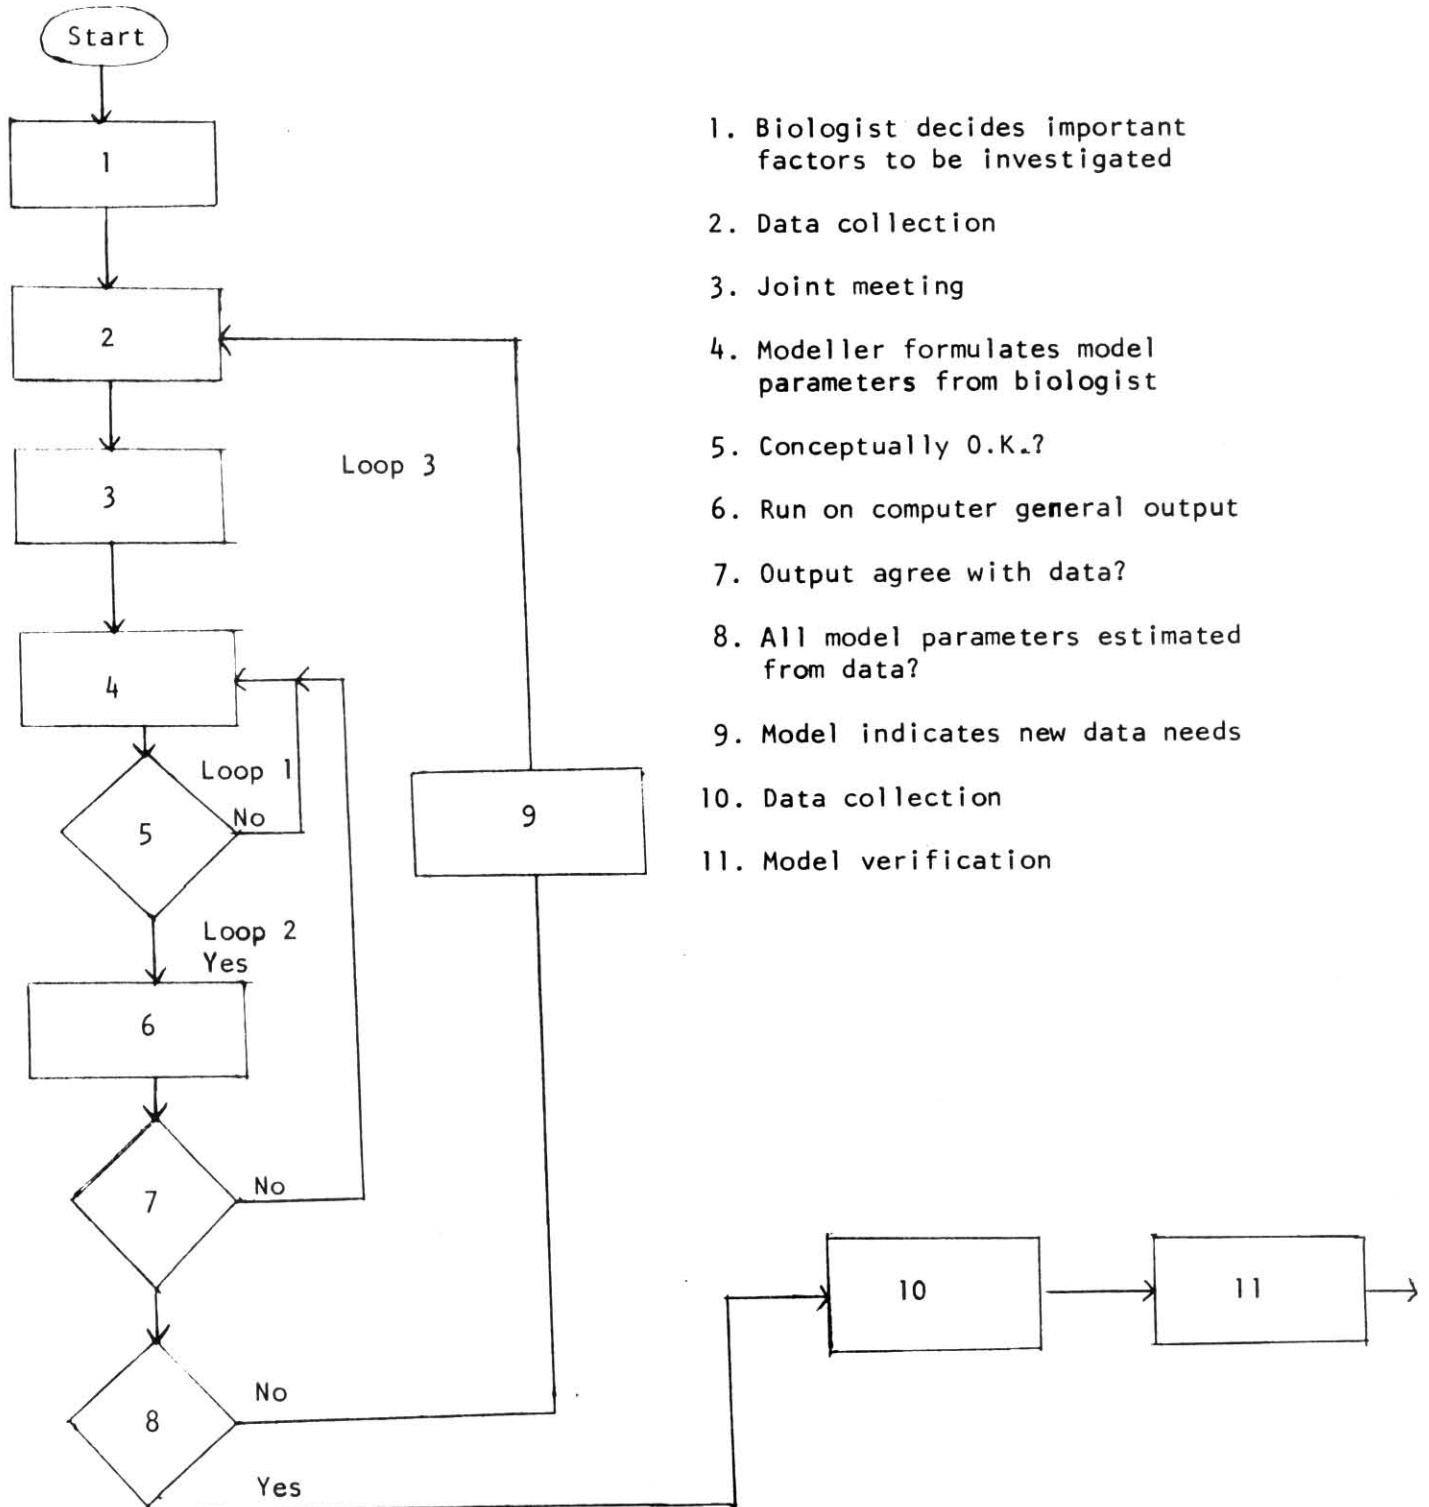 Start
1
2
3
Loop 3
4
Loop 1
No
5
9
Loop 2
Yes
6
No
7
10
11
No
8
Yes
1. Biologist decides important
factors to be investigated
2. Data collection
3. Joint meeting
4. Modeller formulates model
parameters from biologist
5. Conceptually O.K.?
6. Run on computer general output
7. Output agree with data?
8. All model parameters estimated
from data?
9. Model indicates new data needs
10. Data collection
11. Model verification